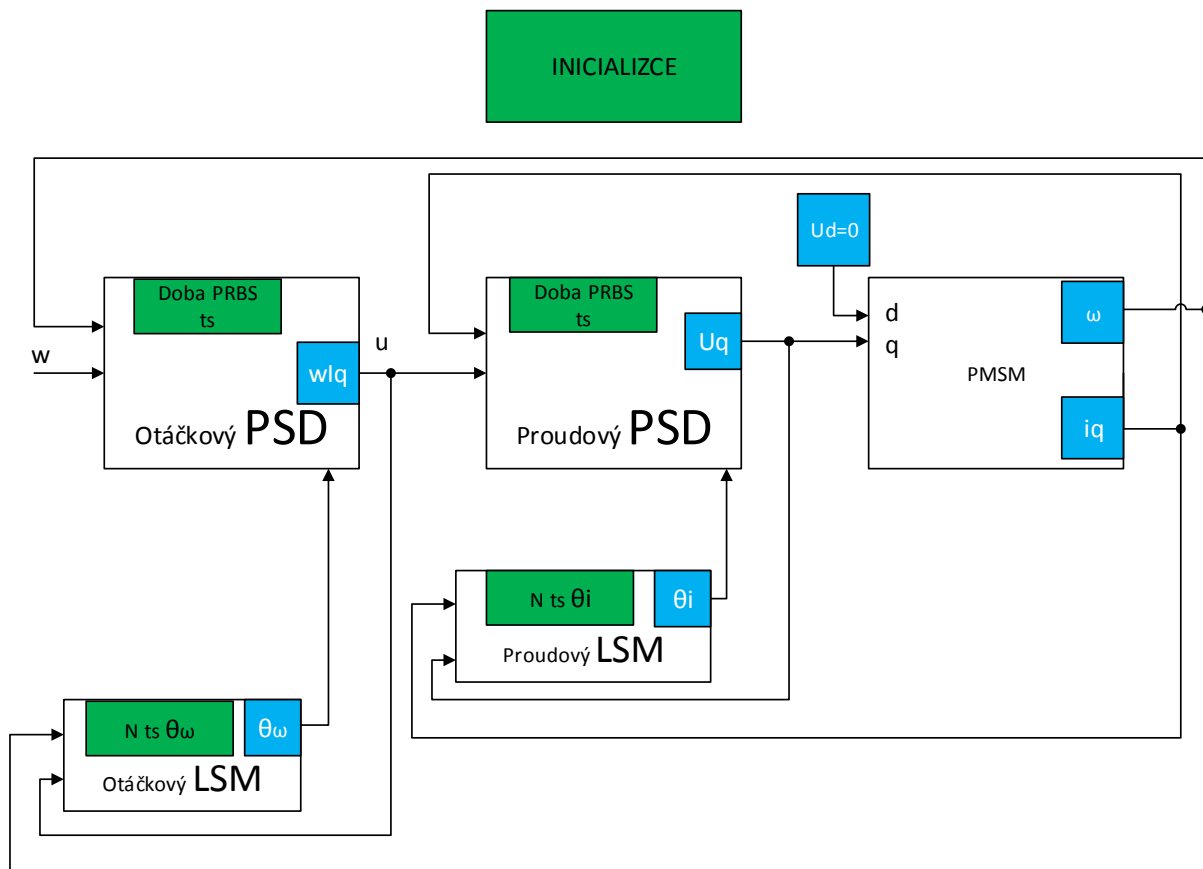 INICIALIZCE
Ud=0
Doba PRBS
ts
Doba PRBS
ts
d
ω
w
u
wIq
Uq
q
PMSM
Otáčkový PSD
Proudový PSD
iq
N ts θi
θi
Proudový LSM
N ts θω
θω
Otáčkový LSM